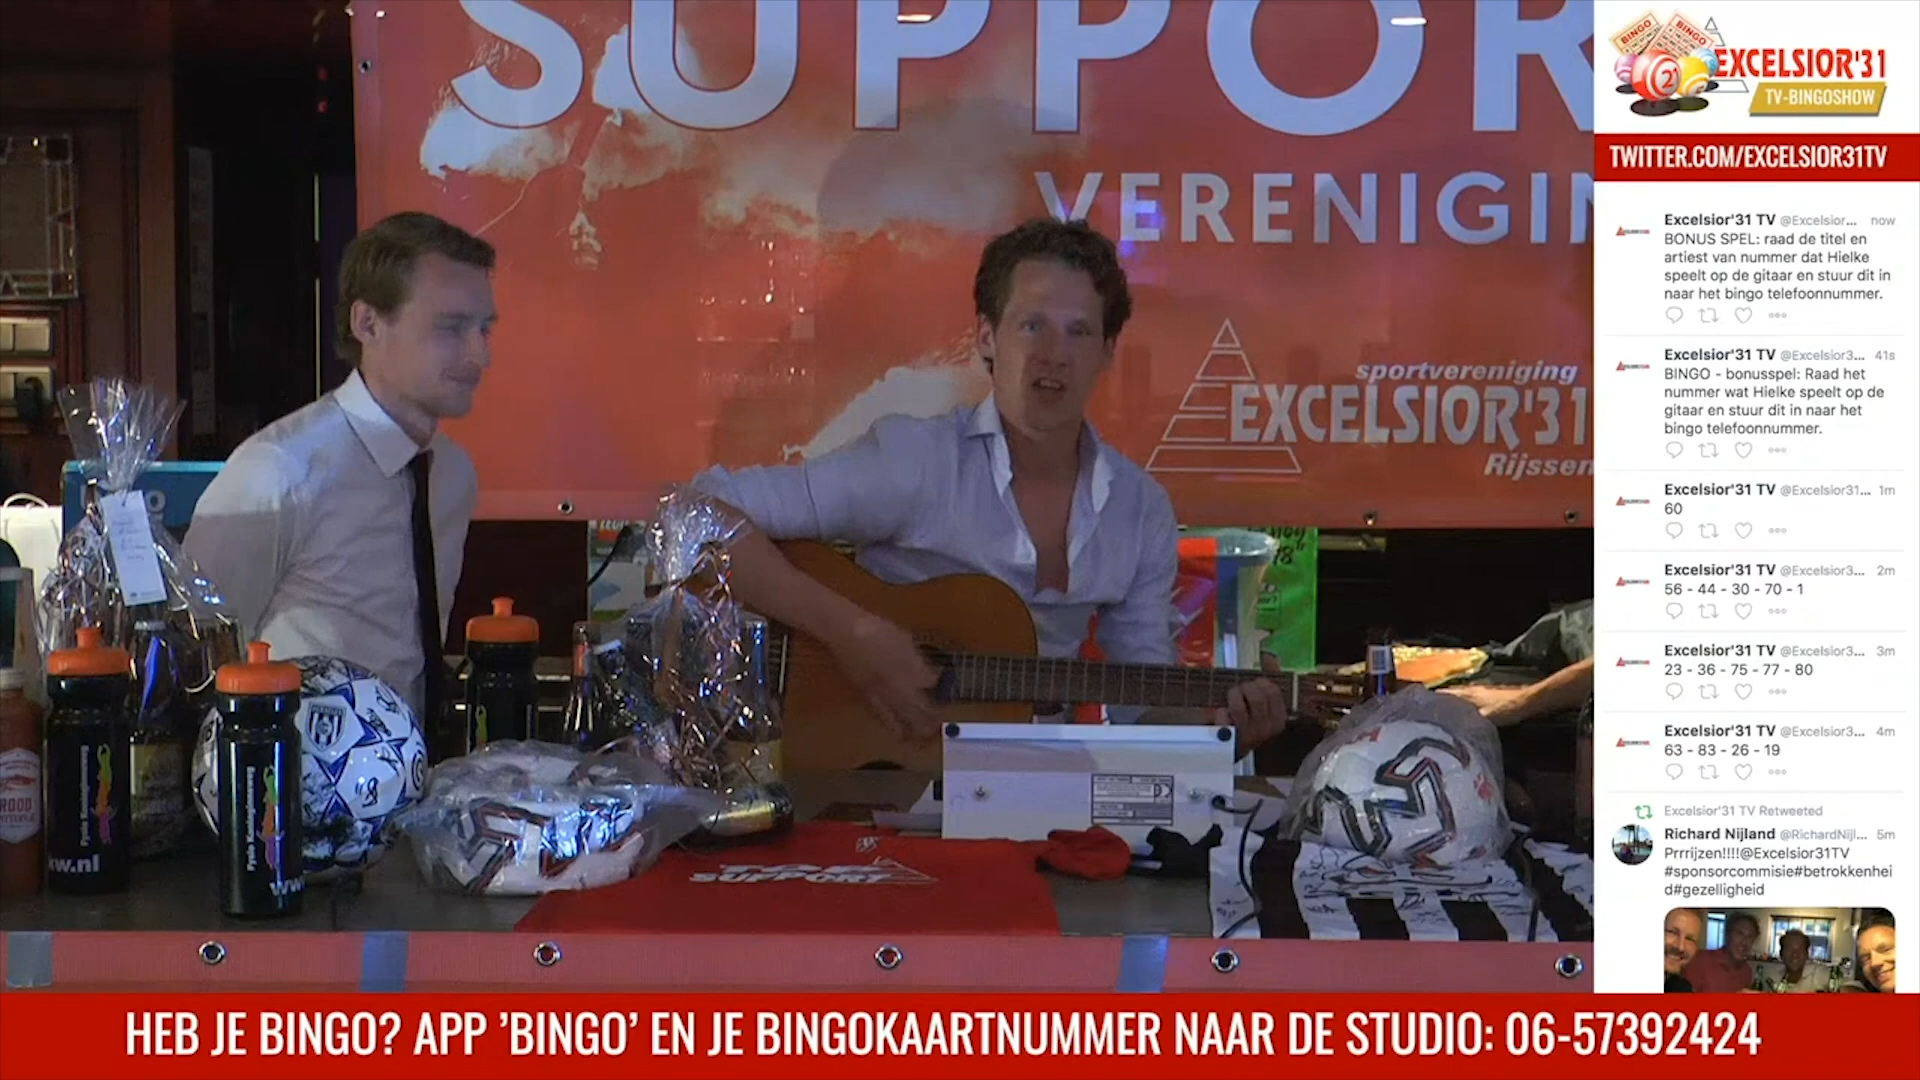 SUPPOR
VERENIGIN
sportvereniging
EXCELSIOR'31
Rijssen
BINGO
BINGO
EXCELSIOR'31
TV-BINGOSHOW
TWITTER.COM/EXCELSIOR31TV
Excelsior'31 TV @Excelsior... now
BONUS SPEL: raad de titel en
artiest van nummer dat Hielke
speelt op de gitaar en stuur dit in
naar het bingo telefoonnummer.
Excelsior'31 TV @Excelsior3... 41s
BINGO - bonusspel: Raad het
nummer wat Hielke speelt op de
gitaar en stuur dit in naar het
bingo telefoonnummer.
Excelsior'31 TV @Excelsior31... 1m
60
Excelsior'31 TV @Excelsior3... 2m
56 - 44 - 30 - 70 - 1
Excelsior'31 TV @Excelsior3... 3m
23 - 36 - 75 - 77 - 80
Excelsior'31 TV @Excelsior3... 4m
63 - 83 - 26 - 19
Excelsior'31 TV Retweeted
Richard Nijland @RichardNijl... 5m
Prrrijzen!!!!@Excelsior31TV
#sponsorcommisie#betrokkenhei
d#gezelligheid
ROOD
kw.nl
SUPPORT
HEB JE BINGO? APP 'BINGO' EN JE BINGOKAARTNUMMER NAAR DE STUDIO: 06-57392424